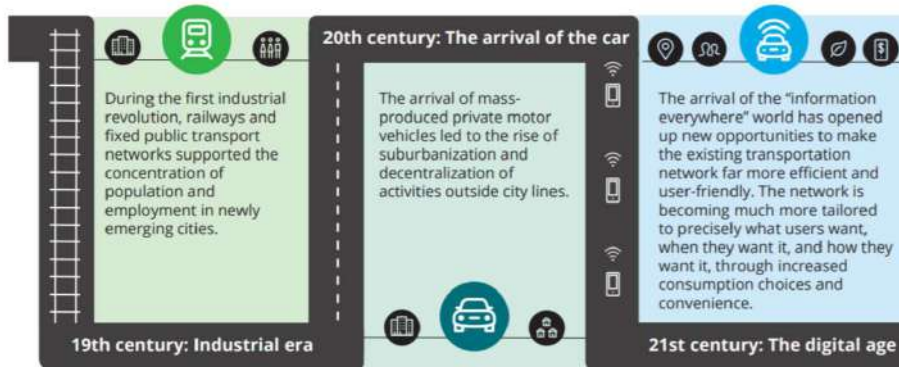 During the first industrial
revolution, railways and
fixed public transport
networks supported the
concentration of
population and
employment in newly
emerging cities.
19th century: Industrial era
20th century: The arrival of the car
The arrival of mass-
produced private motor
vehicles led to the rise of
suburbanization and
decentralization of
activities outside city lines.
$
The arrival of the “information
everywhere” world has opened
up new opportunities to make
the existing transportation
network far more efficient and
user-friendly. The network is
becoming much more tailored
to precisely what users want,
when they want it, and how they
want it, through increased
consumption choices and
convenience.
21st century: The digital age